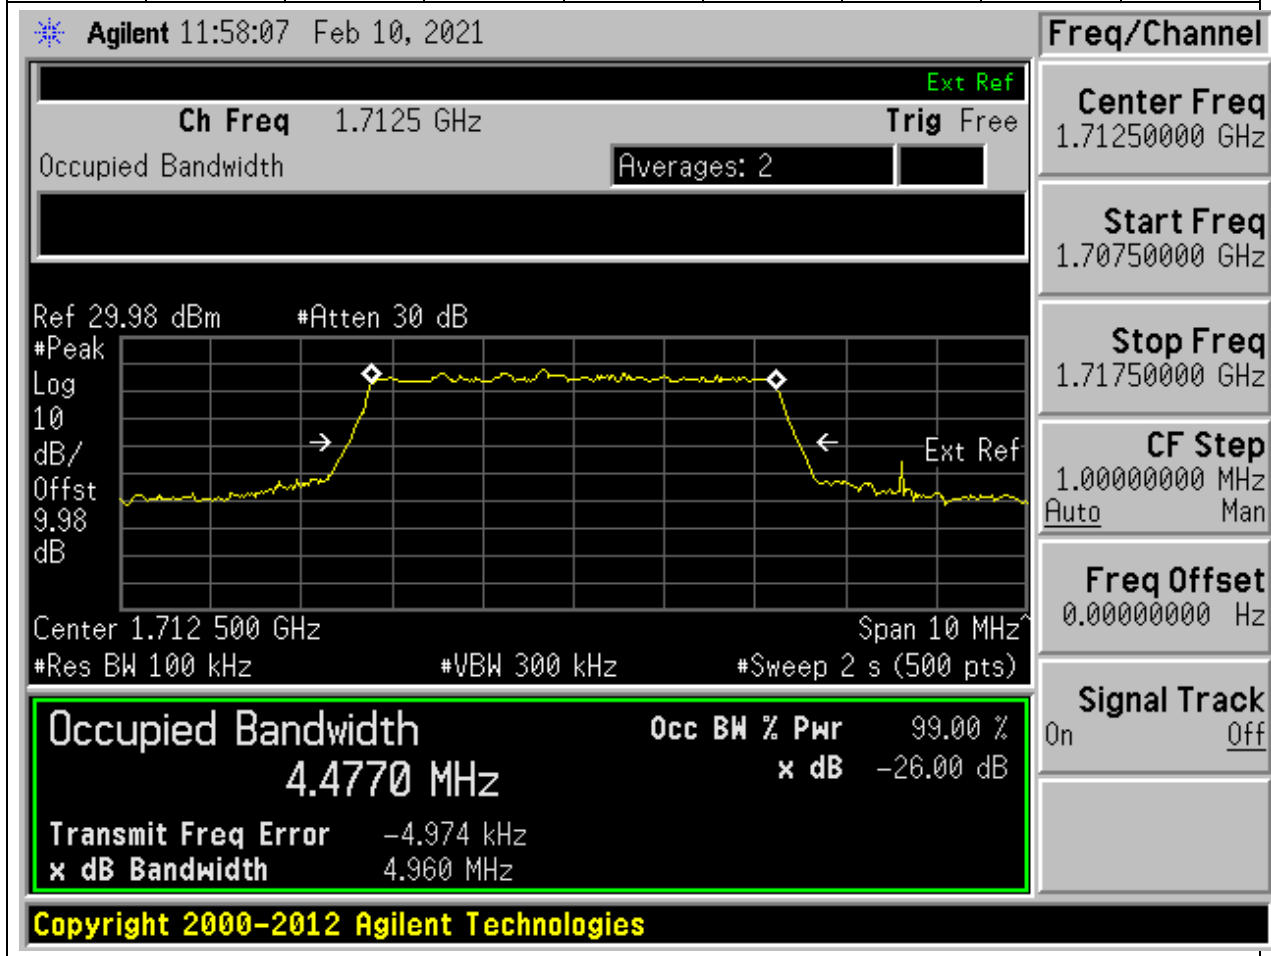 Agilent 11:58:07 Feb 10, 2021
Freq/Channel
Ext Ref
Ch Freq 1.7125 GHz Trig Free
Occupied Bandwidth Averages: 2
Center Freq
1.71250000 GHz
Start Freq
1.70750000 GHz
Stop Freq
1.71750000 GHz
CF Step
1.00000000 MHz
Auto Man
Freq Offset
0.00000000 Hz
Signal Track
On Off
Ref 29.98 dBm #Atten 30 dB
#Peak
Log
10
dB/
Offst
9.98
dB
Ext Ref
Center 1.712 500 GHz Span 10 MHz^
#Res BW 100 kHz #VBW 300 kHz #Sweep 2 s (500 pts)
Occupied Bandwidth Occ BW % Pwr 99.00 %
4.4770 MHz x dB -26.00 dB
Transmit Freq Error -4.974 kHz
x dB Bandwidth 4.960 MHz
Copyright 2000-2012 Agilent Technologies